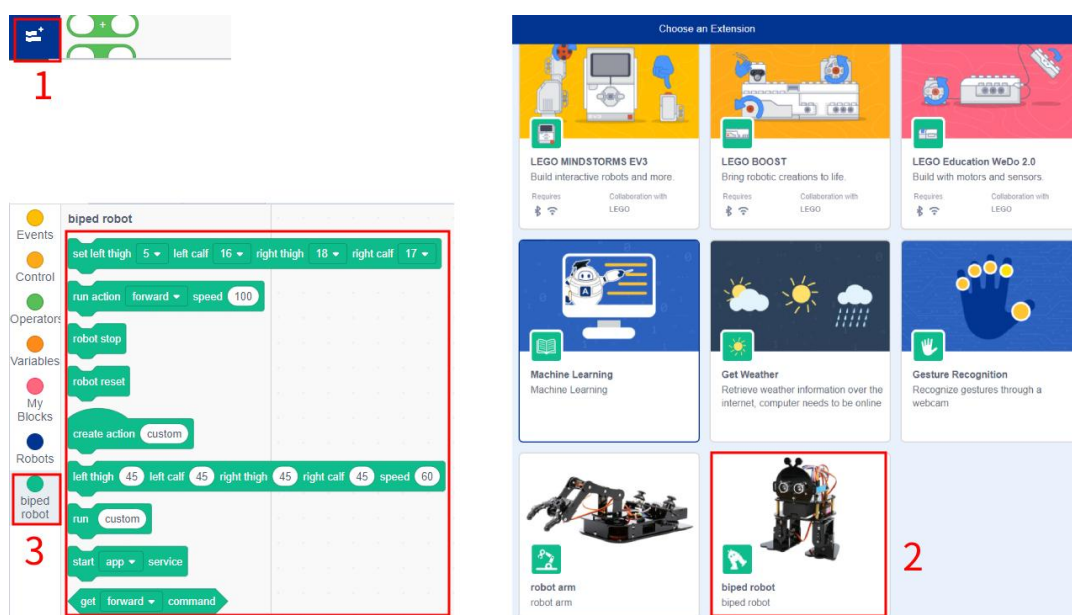 +
1
biped robot
Events
Control
Operators
Variables
My
Blocks
Robots
biped
robot
3
set left thigh 5 left calf 16 right thigh 18 right calf 17
run action forward speed 100
robot stop
robot reset
create action custom
left thigh 45 left calf 45 right thigh 45 right calf 45 speed 60
run custom
start app service
get forward command
Choose an Extension
LEGO MINDSTORMS EV3
Build interactive robots and more.
Requires Collaboration with
LEGO
LEGO BOOST
Bring robotic creations to life.
Requires Collaboration with
LEGO
LEGO Education WeDo 2.0
Build with motors and sensors.
Requires Collaboration with
LEGO
A
Machine Learning
Machine Learning
Get Weather
Retrieve weather information over the
internet, computer needs to be online
Gesture Recognition
Recognize gestures through a
webcam
robot arm
robot arm
biped robot
biped robot
2